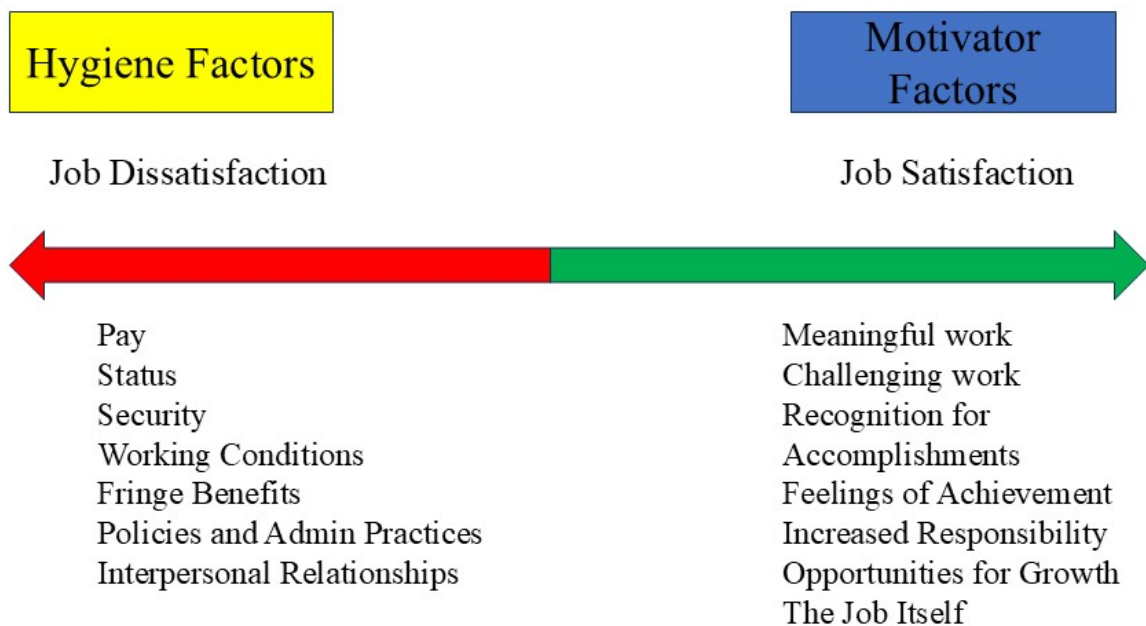 Hygiene Factors
Motivator
Factors
Job Dissatisfaction
Job Satisfaction
Pay
Status
Security
Working Conditions
Fringe Benefits
Policies and Admin Practices
Interpersonal Relationships
Meaningful work
Challenging work
Recognition for
Accomplishments
Feelings of Achievement
Increased Responsibility
Opportunities for Growth
The Job Itself